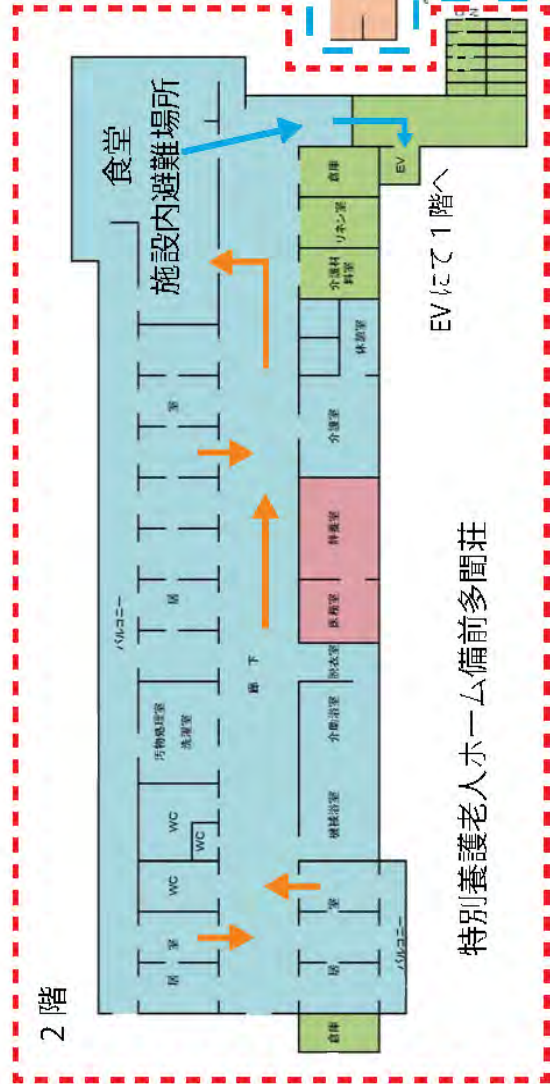 2階
食堂
施設内避難場所
バルコニー
室
居
汚物処理室
洗濯室
WC
WC
WC
室
居
廊 下
倉庫
リネン室
介護材
料室
休憩室
介護室
静養室
医務室
脱衣室
介助浴室
機械浴室
室
居
バルコニー
倉庫
EV
EVにて1階へ
特別養護老人ホーム備前多聞荘